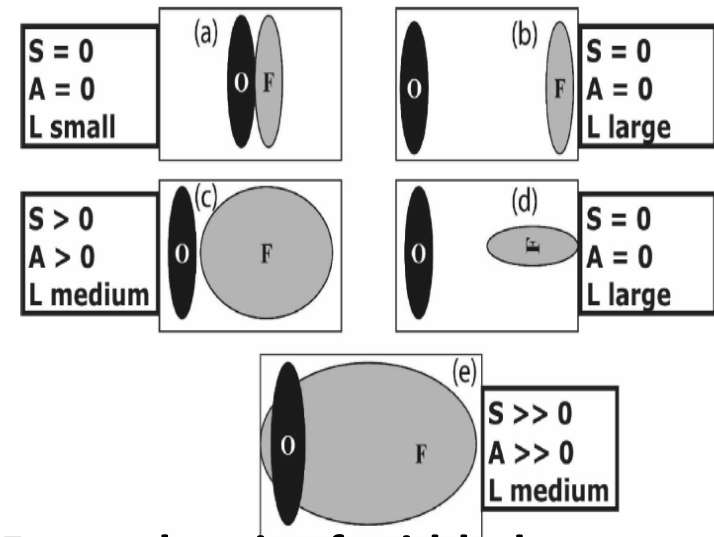 (a)
S = 0
A = 0
L small
O F
(b)
S = 0
A = 0
L large
O F
(c)
S > 0
A > 0
L medium
O F
(d)
S = 0
A = 0
L large
O F
(e)
S >> 0
A >> 0
L medium
O F